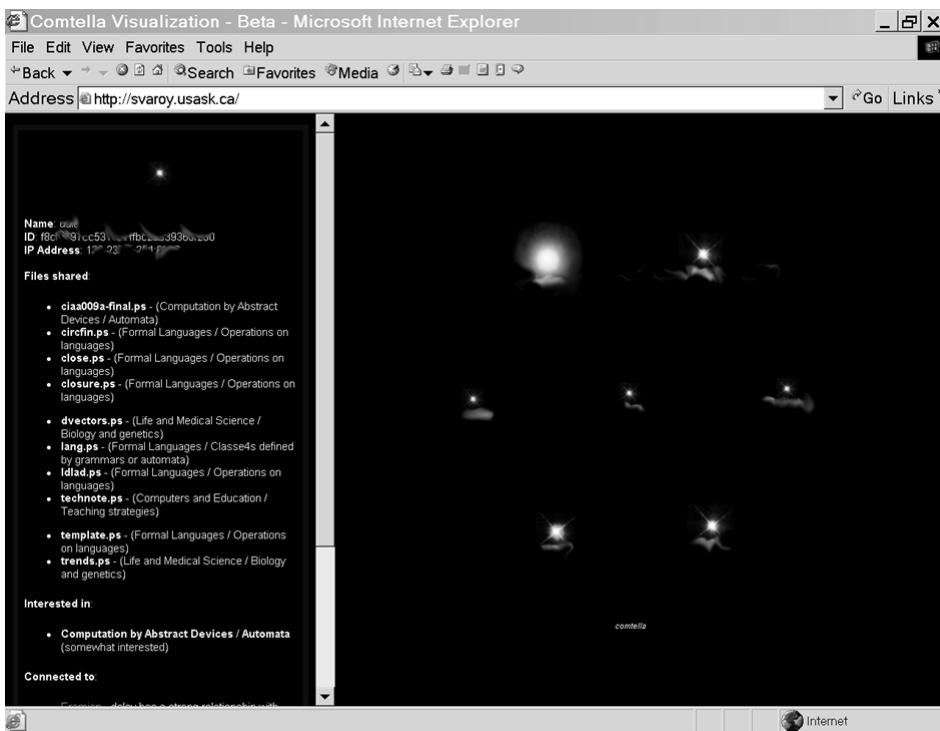 Comtella Visualization - Beta - Microsoft Internet Explorer
File Edit View Favorites Tools Help
Back Search Favorites Media
Address http://svaroy.usask.ca/ Go Links
Name:
ID:
IP Address:
Files shared:
ciaa009a-final.ps - (Computation by Abstract
Devices / Automata)
circfin.ps - (Formal Languages / Operations on
languages)
close.ps - (Formal Languages / Operations on
languages)
closure.ps - (Formal Languages / Operations on
languages)
dvectors.ps - (Life and Medical Science /
Biology and genetics)
lang.ps - (Formal Languages / Classe4s defined
by grammars or automata)
ldlad.ps - (Formal Languages / Operations on
languages)
technote.ps - (Computers and Education /
Teaching strategies)
template.ps - (Formal Languages / Operations
on languages)
trends.ps - (Life and Medical Science / Biology
and genetics)
Interested in:
Computation by Abstract Devices / Automata
(somewhat interested)
Connected to:
has a strong relationship with
comtella
Internet